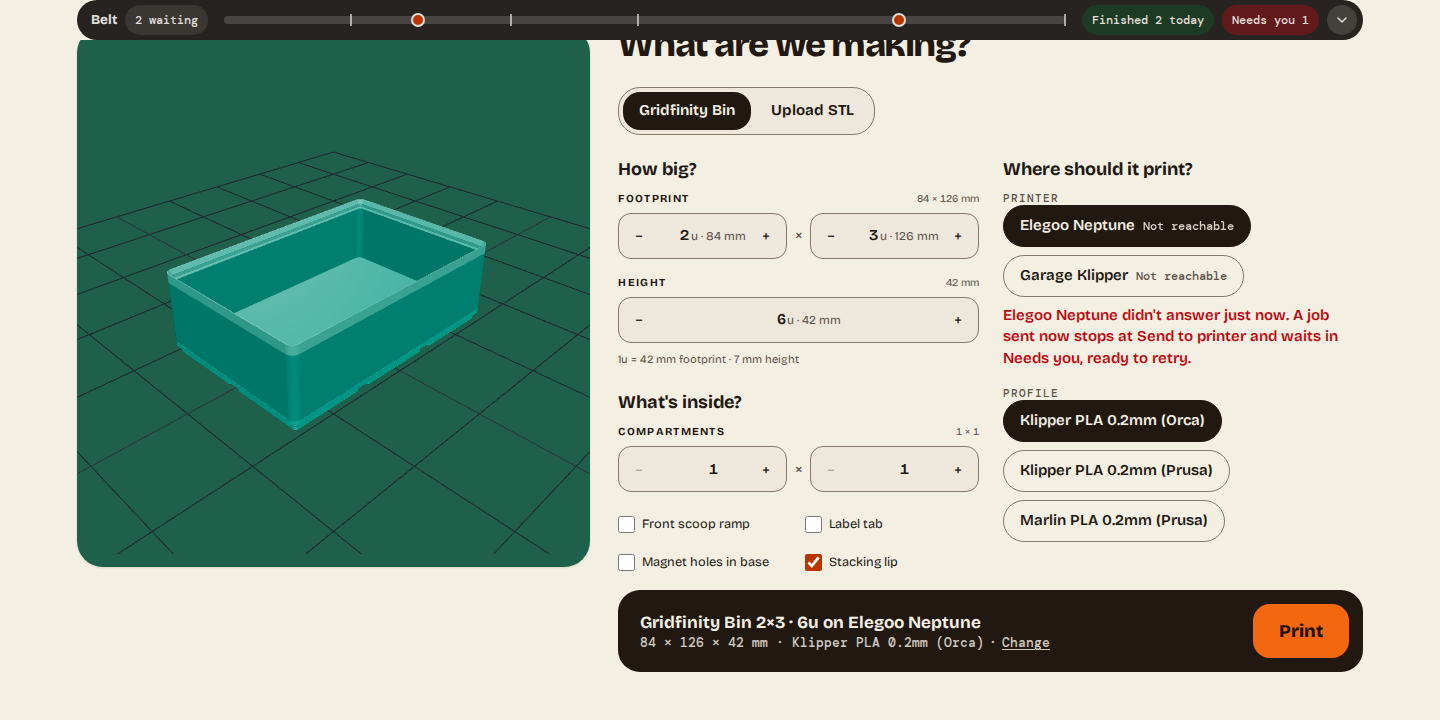 Belt 2 waiting
Finished 2 today
Needs you 1
What are we making?
Gridfinity Bin
Upload STL
How big?
FOOTPRINT
84 × 126 mm
− 2 u · 84 mm + × − 3 u · 126 mm +
HEIGHT
42 mm
− 6 u · 42 mm +
1u = 42 mm footprint · 7 mm height
What's inside?
COMPARTMENTS
1 × 1
− 1 + × − 1 +
Front scoop ramp
Label tab
Magnet holes in base
Stacking lip
Where should it print?
PRINTER
Elegoo Neptune Not reachable
Garage Klipper Not reachable
Elegoo Neptune didn't answer just now. A job
sent now stops at Send to printer and waits in
Needs you, ready to retry.
PROFILE
Klipper PLA 0.2mm (Orca)
Klipper PLA 0.2mm (Prusa)
Marlin PLA 0.2mm (Prusa)
Gridfinity Bin 2×3 · 6u on Elegoo Neptune
84 × 126 × 42 mm · Klipper PLA 0.2mm (Orca) · Change
Print